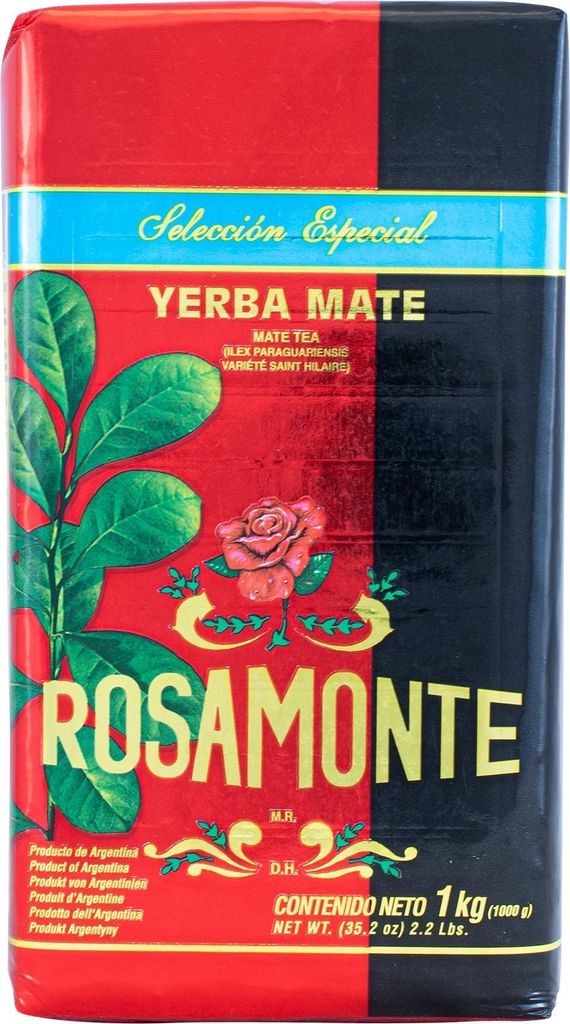 Selección Especial
YERBA MATE
MATE TEA
(ILEX PARAGUARIENSIS
VARIÉTÉ SAINT HILAIRE)
ROSAMONTE
M.R.
D.H.
Producto de Argentina
Product of Argentina
Produkt von Argentinien
Produit d'Argentine
Prodotto dell'Argentina
Produkt Argentyny
CONTENIDO NETO 1 kg (1000 g)
NET WT. (35.2 oz) 2.2 Lbs.